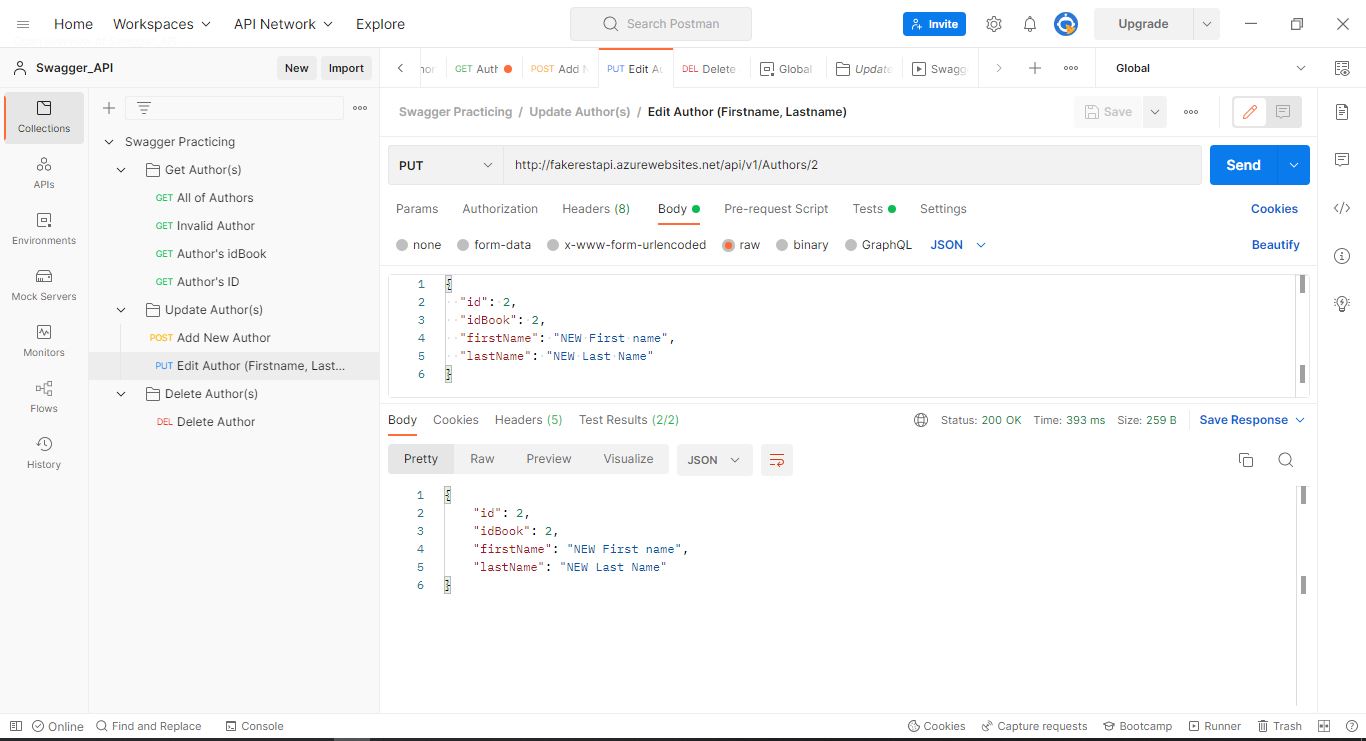 Home Workspaces API Network Explore Search Postman Invite Upgrade
Swagger_API New Import GET Auth POST Add N PUT Edit Au DEL Delete Global Update Swagg Global
Collections
APIs
Environments
Mock Servers
Monitors
Flows
History
Swagger Practicing
Get Author(s)
GET All of Authors
GET Invalid Author
GET Author's idBook
GET Author's ID
Update Author(s)
POST Add New Author
PUT Edit Author (Firstname, Last...
Delete Author(s)
DEL Delete Author
Swagger Practicing / Update Author(s) / Edit Author (Firstname, Lastname) Save
PUT http://fakerestapi.azurewebsites.net/api/v1/Authors/2 Send
Params Authorization Headers (8) Body Pre-request Script Tests Settings Cookies
none form-data x-www-form-urlencoded raw binary GraphQL JSON Beautify
1 {
2 "id": 2,
3 "idBook": 2,
4 "firstName": "NEW First name",
5 "lastName": "NEW Last Name"
6 }
Body Cookies Headers (5) Test Results (2/2) Status: 200 OK Time: 393 ms Size: 259 B Save Response
Pretty Raw Preview Visualize JSON
1 {
2 "id": 2,
3 "idBook": 2,
4 "firstName": "NEW First name",
5 "lastName": "NEW Last Name"
6 }
Online Find and Replace Console Cookies Capture requests Bootcamp Runner Trash